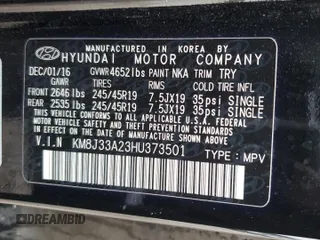 MADE IN KOREA
HYUNDAI MOTOR COMPANY
DEC/01/16 GVWR 4652lbs PAINT NKA TRIM TRY
GAWR TIRES RIMS COLD TIRE INFL
FRONT 2646lbs 245/45R19 7.5JX19 35psi SINGLE
REAR 2535lbs 245/45R19 7.5JX19 35psi SINGLE
THIS VEHICLE CONFORMS TO ALL APPLICABLE
U.S. FEDERAL MOTOR VEHICLE SAFETY, BUMPER,
AND THEFT PREVENTION STANDARDS IN EFFECT
ON THE DATE OF MANUFACTURE SHOWN ABOVE.
V.I.N KM8J33A23HU373501 TYPE: MPV
DREAMBID